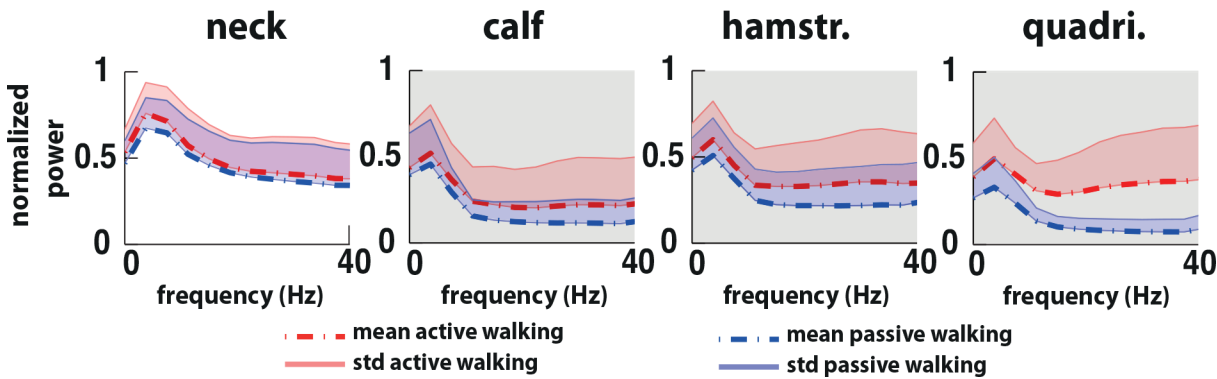 neck calf hamstr. quadri.
normalized
power
1 1 1 1
0.5 0.5 0.5 0.5
0 0 0 0
0 40 0 40 0 40 0 40
frequency (Hz) frequency (Hz) frequency (Hz) frequency (Hz)
mean active walking mean passive walking
std active walking std passive walking